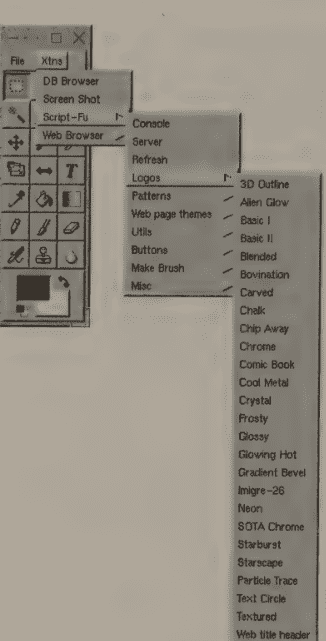 File Xtns
DB Browser
Screen Shot
Script-Fu
Web Browser
Console
Server
Refresh
Logos
Patterns
Web page themes
Utils
Buttons
Make Brush
Misc
3D Outline
Alien Glow
Basic I
Basic II
Blended
Bovination
Carved
Chalk
Chip Away
Chrome
Comic Book
Cool Metal
Crystal
Frosty
Glossy
Glowing Hot
Gradient Bevel
Imigre-26
Neon
SOTA Chrome
Starburst
Starscape
Particle Trace
Text Circle
Textured
Web title header